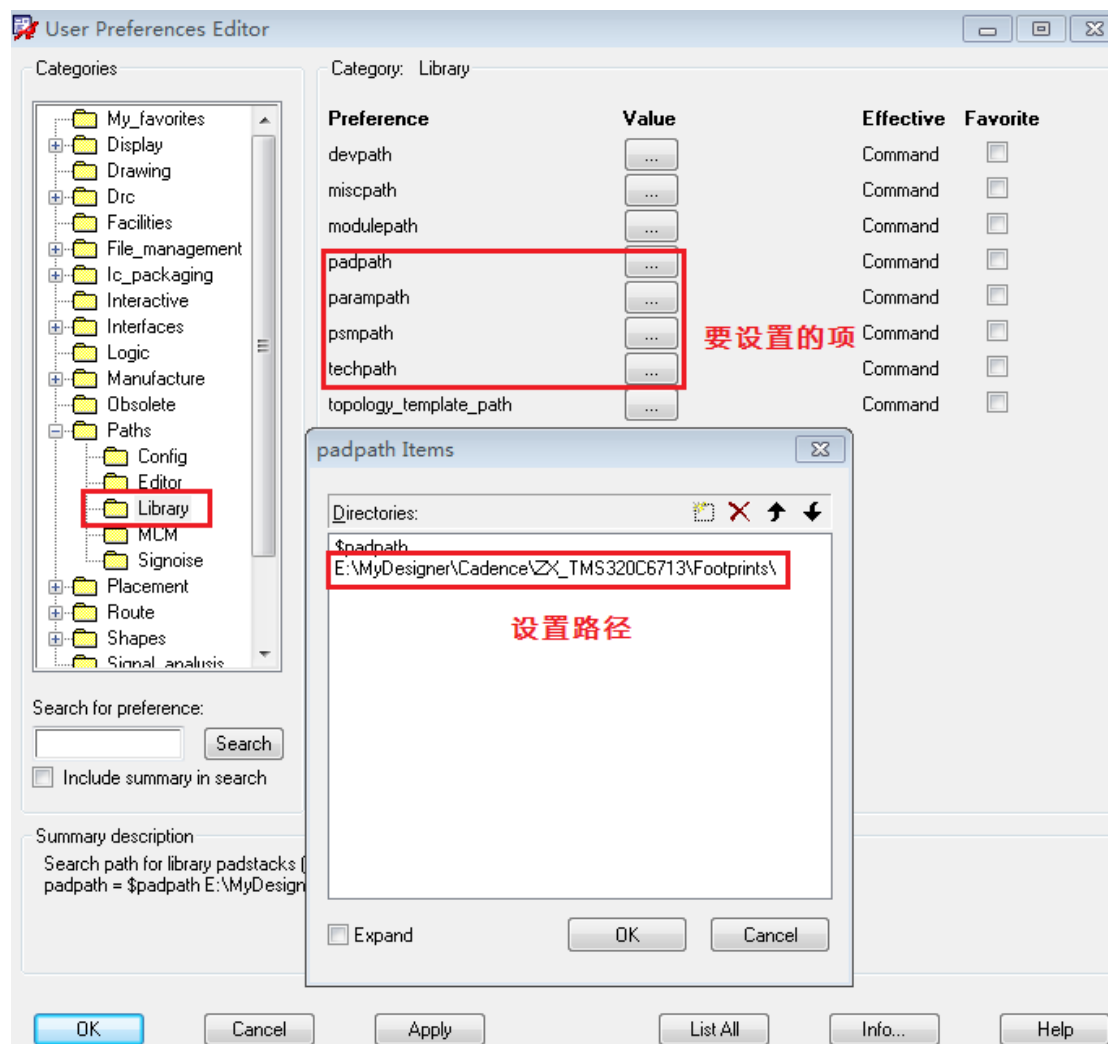 User Preferences Editor
Categories
My_favorites
Display
Drawing
Drc
Facilities
File_management
Ic_packaging
Interactive
Interfaces
Logic
Manufacture
Obsolete
Paths
Config
Editor
Library
MCM
Signoise
Placement
Route
Shapes
Signal_analysis
Search for preference:
Search
Include summary in search
Category: Library
Preference Value Effective Favorite
devpath ... Command
miscpath ... Command
modulepath ... Command
padpath ... Command
parampath ... Command
psmpath ... 要设置的项 Command
techpath ... Command
topology_template_path ... Command
padpath Items
Directories:
$padpath
E:\MyDesigner\Cadence\ZX_TMS320C6713\Footprints\
设置路径
Expand
OK Cancel
Summary description
Search path for library padstacks (
padpath = $padpath E:\MyDesign
OK Cancel Apply List All Info... Help